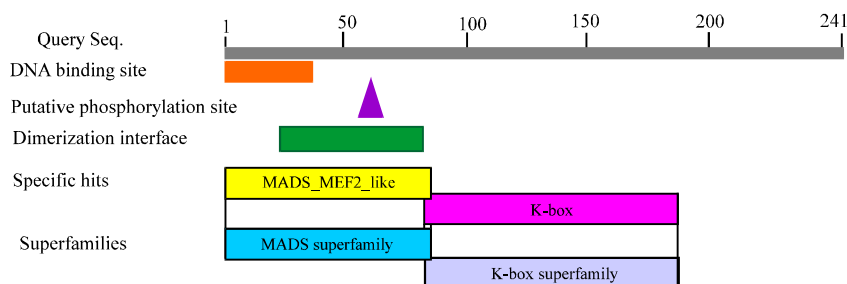 1 50 100 150 200 241
Query Seq.
DNA binding site
Putative phosphorylation site
Dimerization interface
Specific hits MADS_MEF2_like
K-box
Superfamilies MADS superfamily
K-box superfamily